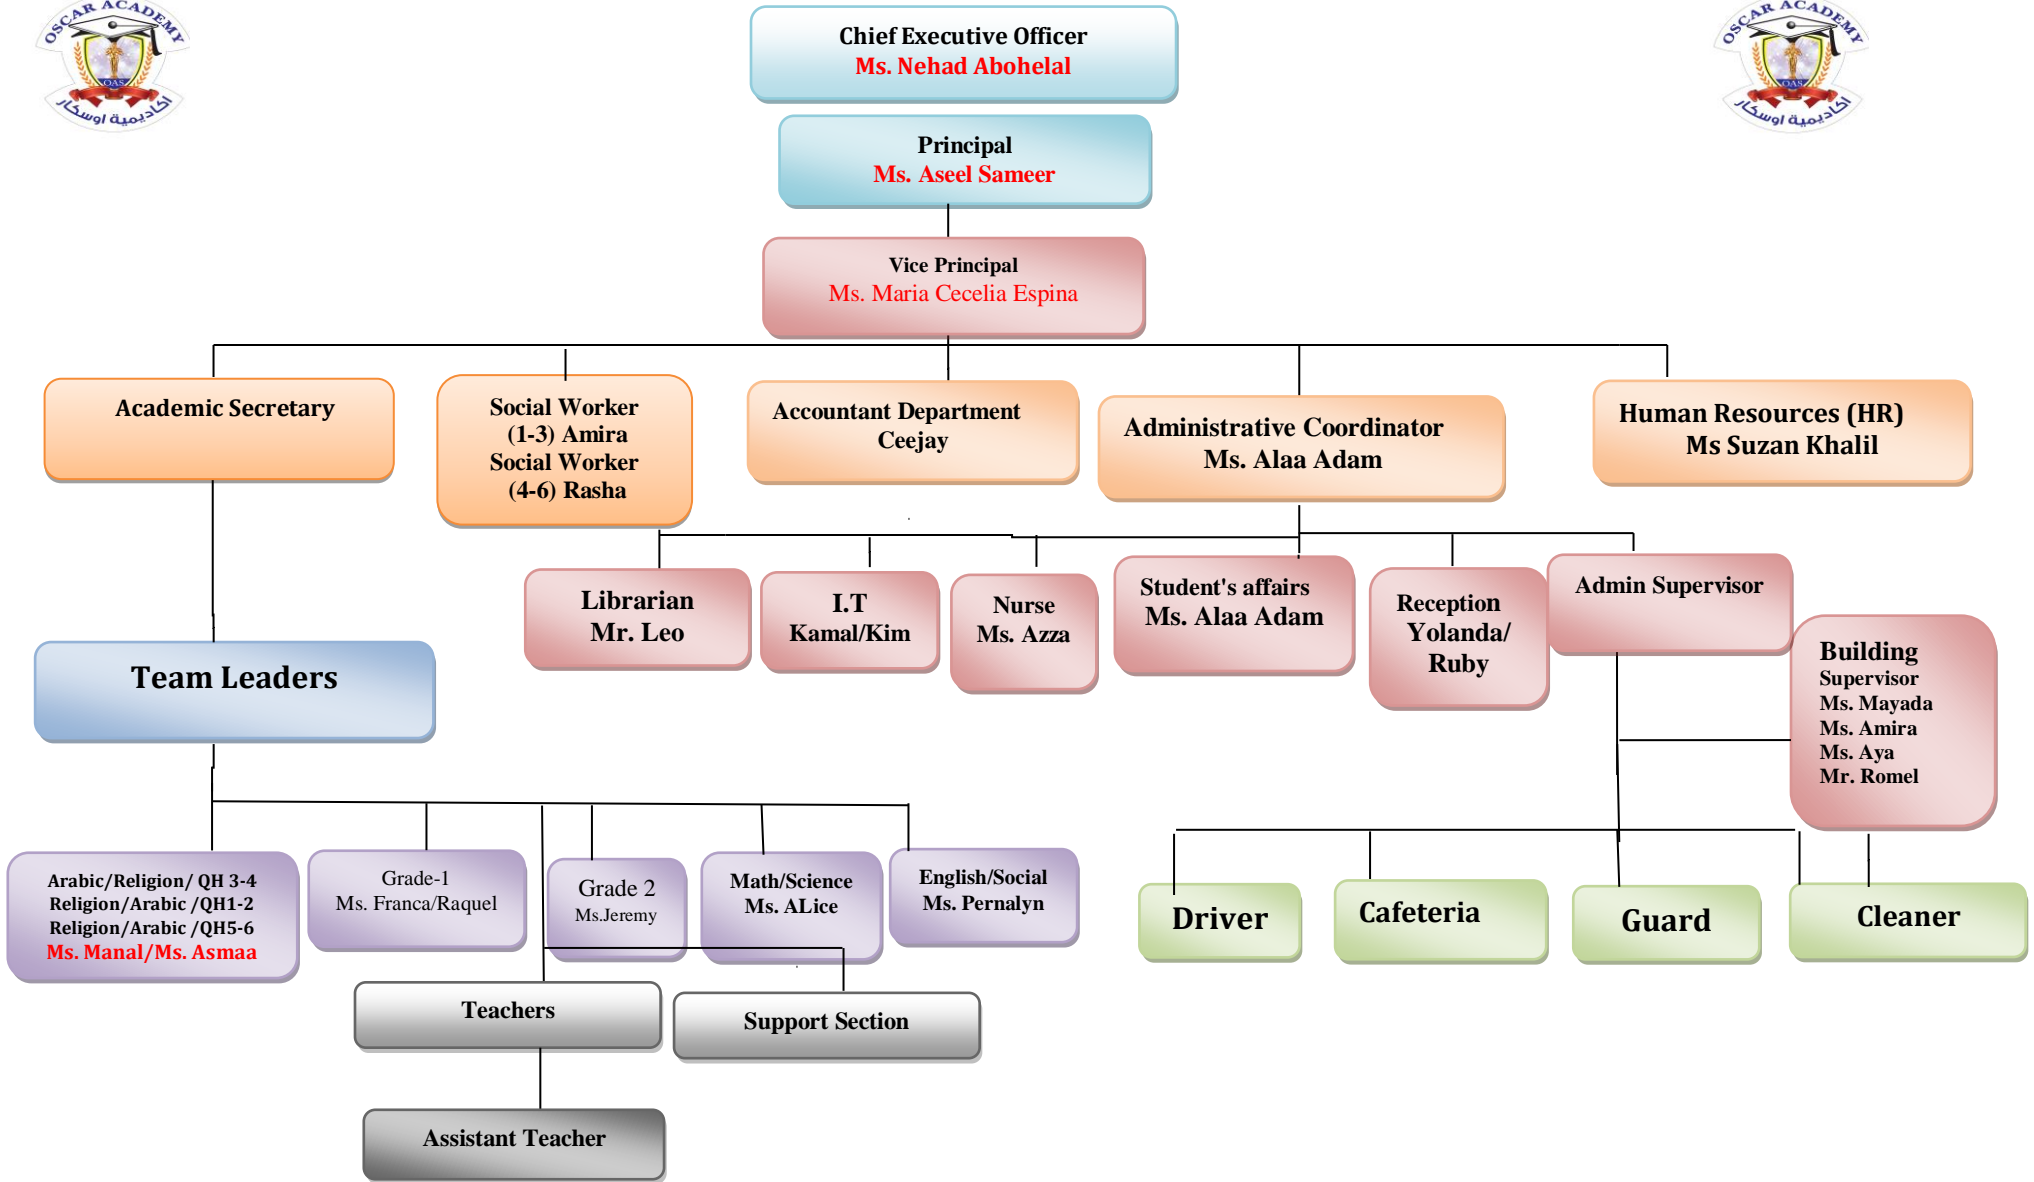 OSCAR ACADEMY
OAS
اكاديمية اوسكار
OSCAR ACADEMY
OAS
اكاديمية اوسكار
Chief Executive Officer
Ms. Nehad Abohelal
Principal
Ms. Aseel Sameer
Vice Principal
Ms. Maria Cecelia Espina
Academic Secretary
Social Worker
(1-3) Amira
Social Worker
(4-6) Rasha
Accountant Department
Ceejay
Administrative Coordinator
Ms. Alaa Adam
Human Resources (HR)
Ms Suzan Khalil
Librarian
Mr. Leo
I.T
Kamal/Kim
Nurse
Ms. Azza
Student's affairs
Ms. Alaa Adam
Reception
Yolanda/
Ruby
Admin Supervisor
Building
Supervisor
Ms. Mayada
Ms. Amira
Ms. Aya
Mr. Romel
Team Leaders
Arabic/Religion/ QH 3-4
Religion/Arabic /QH1-2
Religion/Arabic /QH5-6
Ms. Manal/Ms. Asmaa
Grade-1
Ms. Franca/Raquel
Grade 2
Ms.Jeremy
Math/Science
Ms. ALice
English/Social
Ms. Pernalyn
Driver
Cafeteria
Guard
Cleaner
Teachers
Support Section
Assistant Teacher